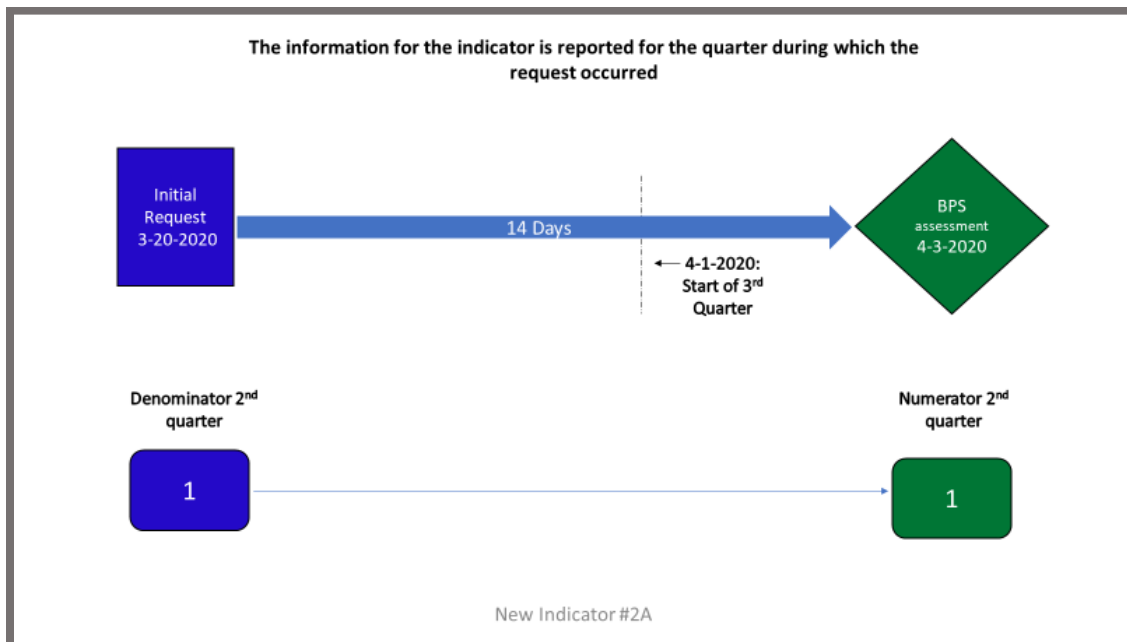 The information for the indicator is reported for the quarter during which the
request occurred
Initial
Request
3-20-2020
14 Days
BPS
assessment
4-3-2020
4-1-2020:
Start of 3rd
Quarter
Denominator 2nd
quarter
Numerator 2nd
quarter
1
1
New Indicator #2A